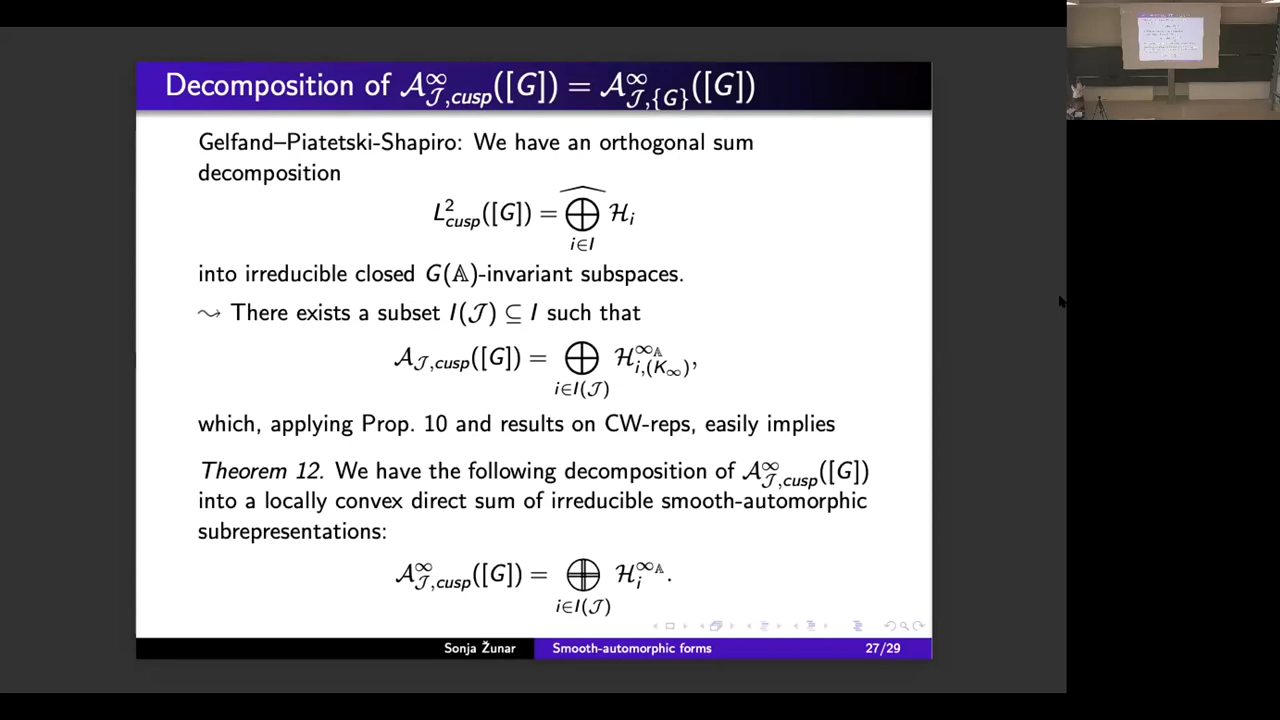 Decomposition of 𝒜^∞_{𝒥,cusp}([G]) = 𝒜^∞_{𝒥,{G}}([G])
Gelfand–Piatetski-Shapiro: We have an orthogonal sum
decomposition
L²_{cusp}([G]) = \widehat{⊕}_{i∈I} ℋ_i
into irreducible closed G(𝔸)-invariant subspaces.
⇝ There exists a subset I(𝒥) ⊆ I such that
𝒜_{𝒥,cusp}([G]) = ⊕_{i∈I(𝒥)} ℋ^{∞_𝔸}_{i,(K_∞)},
which, applying Prop. 10 and results on CW-reps, easily implies
Theorem 12. We have the following decomposition of 𝒜^∞_{𝒥,cusp}([G])
into a locally convex direct sum of irreducible smooth-automorphic
subrepresentations:
𝒜^∞_{𝒥,cusp}([G]) = ⊕_{i∈I(𝒥)} ℋ_i^{∞_𝔸}.
Sonja Žunar Smooth-automorphic forms 27/29